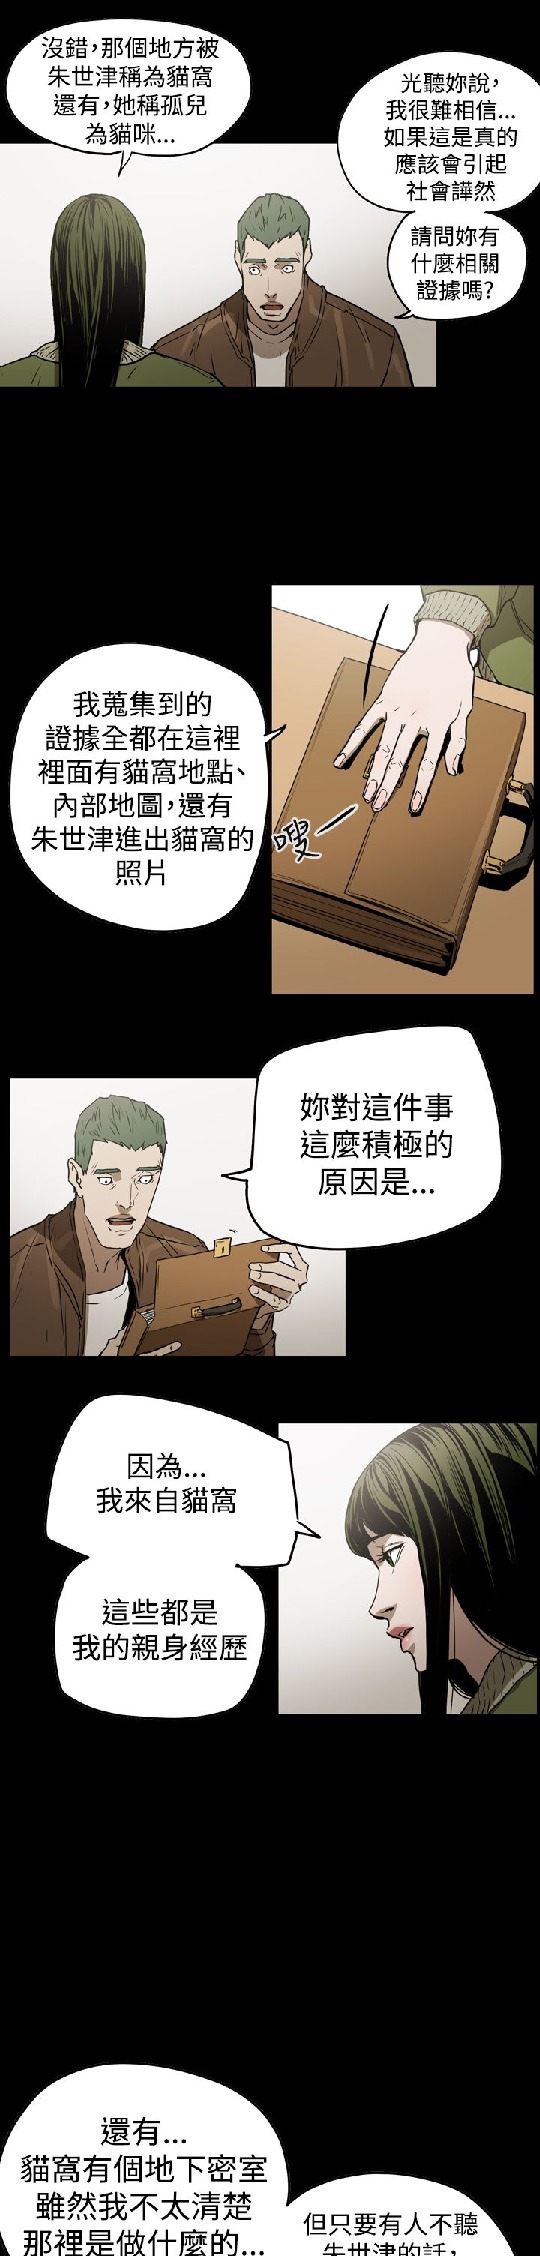 沒錯，那個地方被
朱世津稱為貓窩
還有，她稱孤兒
為貓咪…
光聽妳說，
我很難相信…
如果這是真的
應該會引起
社會譁然
請問妳有
什麼相關
證據嗎？
我蒐集到的
證據全都在這裡
裡面有貓窩地點、
內部地圖，還有
朱世津進出貓窩的
照片
嗖—
妳對這件事
這麼積極的
原因是…
因為…
我來自貓窩
這些都是
我的親身經歷
還有…
貓窩有個地下密室
雖然我不太清楚
那裡是做什麼的…
但只要有人不聽
朱世津的話，